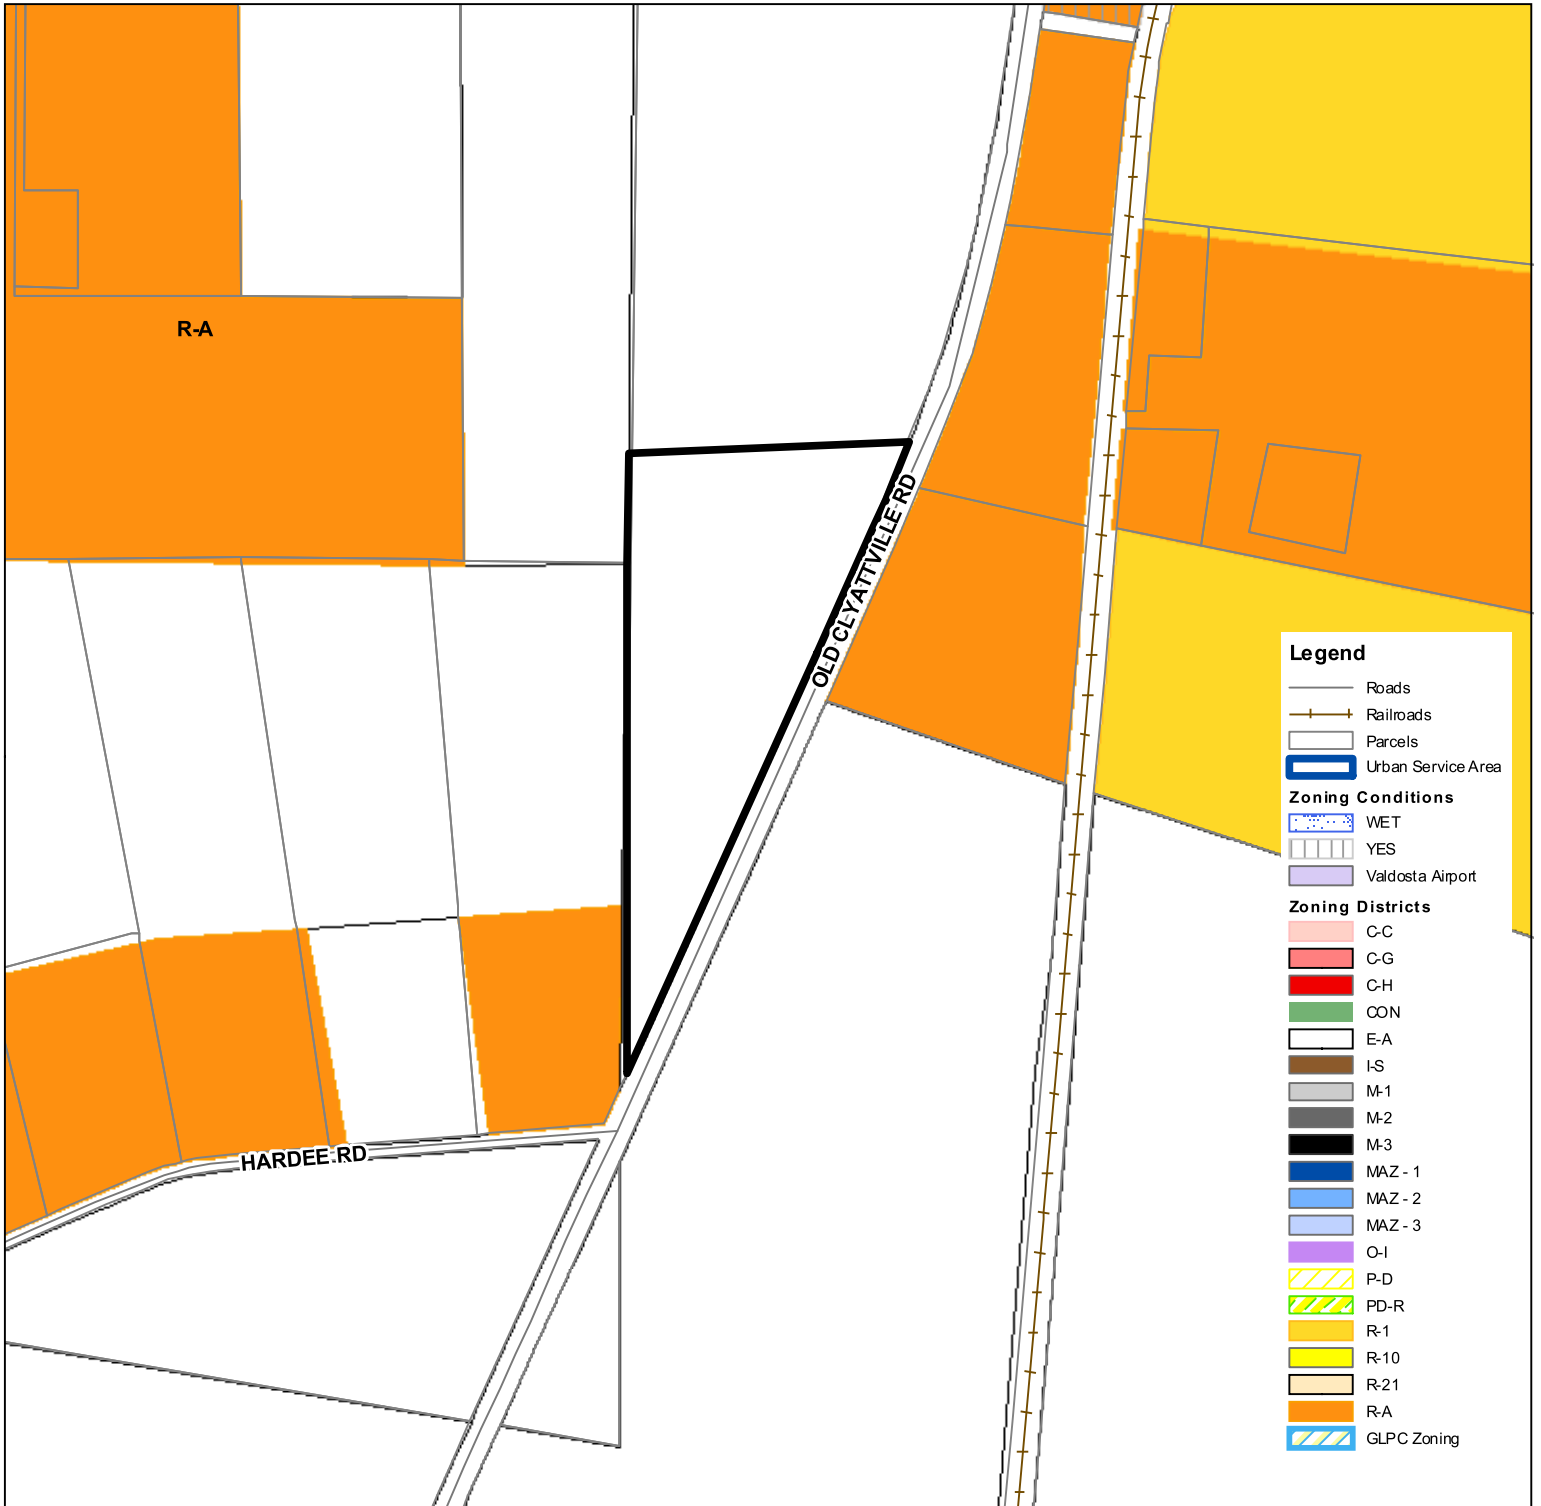 R-A
OLD CLYATTVILLE RD
HARDEE RD
Legend
Roads
Railroads
Parcels
Urban Service Area
Zoning Conditions
WET
YES
Valdosta Airport
Zoning Districts
C-C
C-G
C-H
CON
E-A
I-S
M-1
M-2
M-3
MAZ - 1
MAZ - 2
MAZ - 3
O-I
P-D
PD-R
R-1
R-10
R-21
R-A
GLPC Zoning